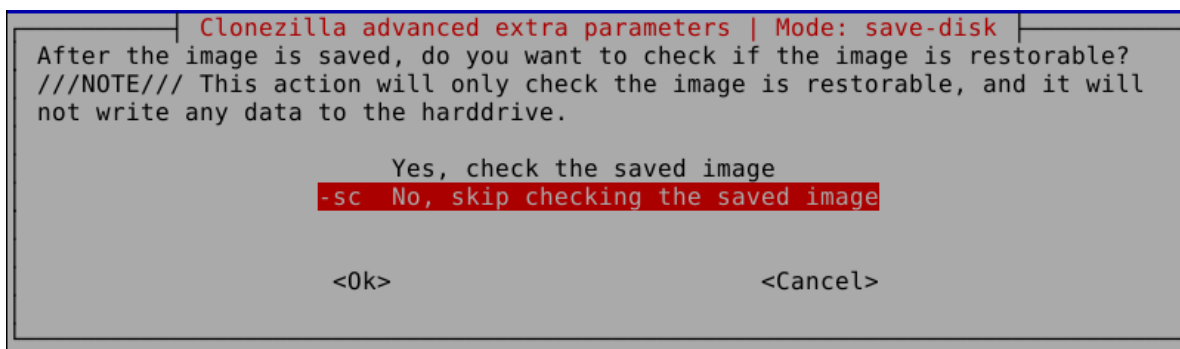 Clonezilla advanced extra parameters | Mode: save-disk
After the image is saved, do you want to check if the image is restorable?
///NOTE/// This action will only check the image is restorable, and it will
not write any data to the harddrive.
Yes, check the saved image
-sc  No, skip checking the saved image
<Ok> <Cancel>